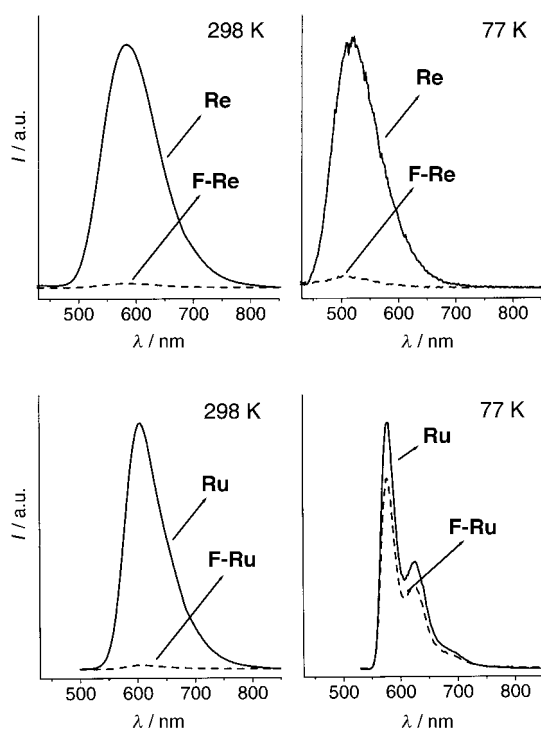 298 K
Re
F-Re
I / a.u.
500 600 700 800
λ / nm
77 K
Re
F-Re
500 600 700 800
λ / nm
298 K
Ru
F-Ru
I / a.u.
500 600 700 800
λ / nm
77 K
Ru
F-Ru
500 600 700 800
λ / nm